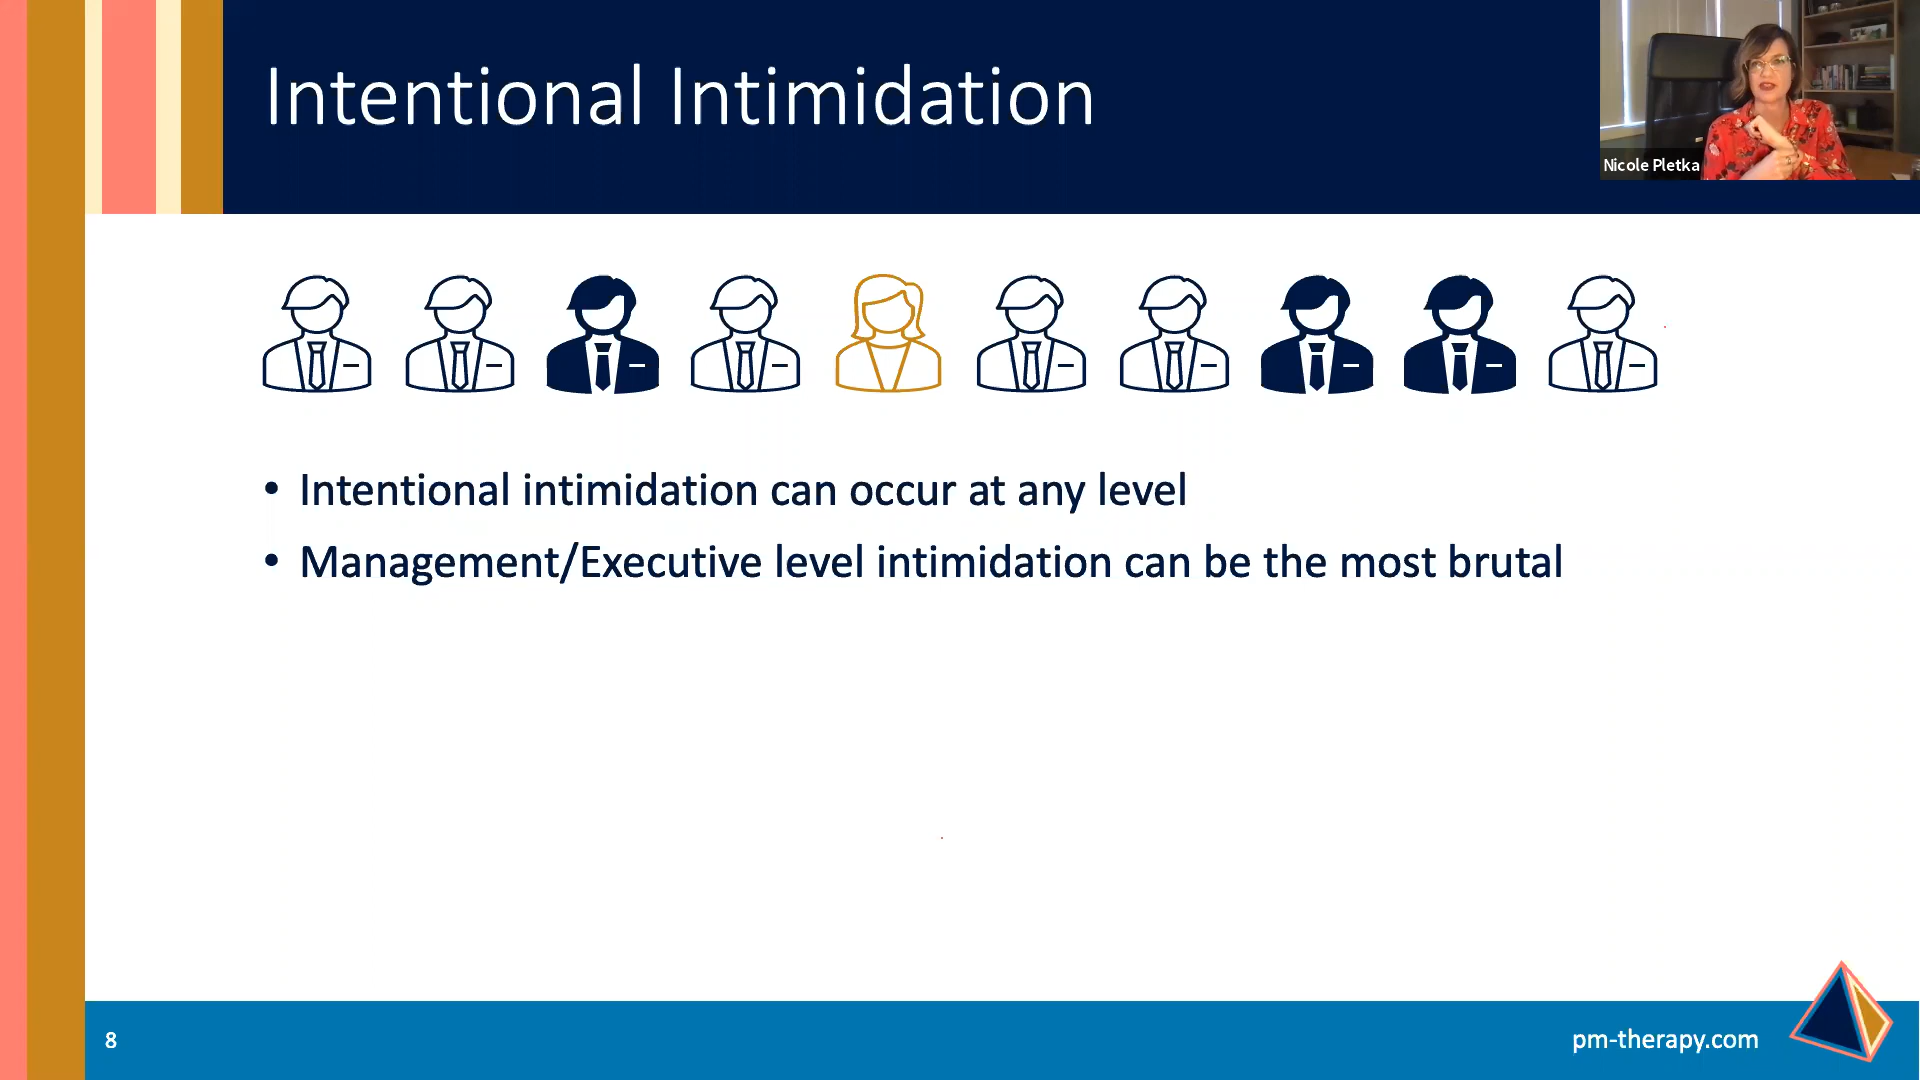 Intentional Intimidation
Nicole Pletka
• Intentional intimidation can occur at any level
• Management/Executive level intimidation can be the most brutal
8
pm-therapy.com